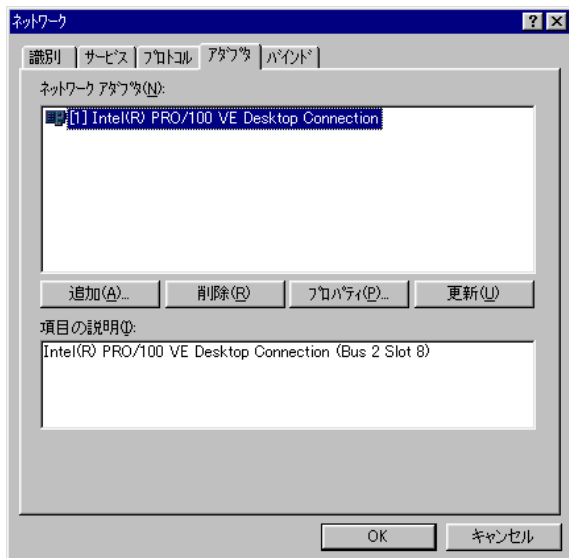 ネットワーク
識別 サービス プロトコル アダプタ バインド
ネットワーク アダプタ(N):
[1] Intel(R) PRO/100 VE Desktop Connection
追加(A)... 削除(R) プロパティ(P)... 更新(U)
項目の説明(I):
Intel(R) PRO/100 VE Desktop Connection (Bus 2 Slot 8)
OK キャンセル